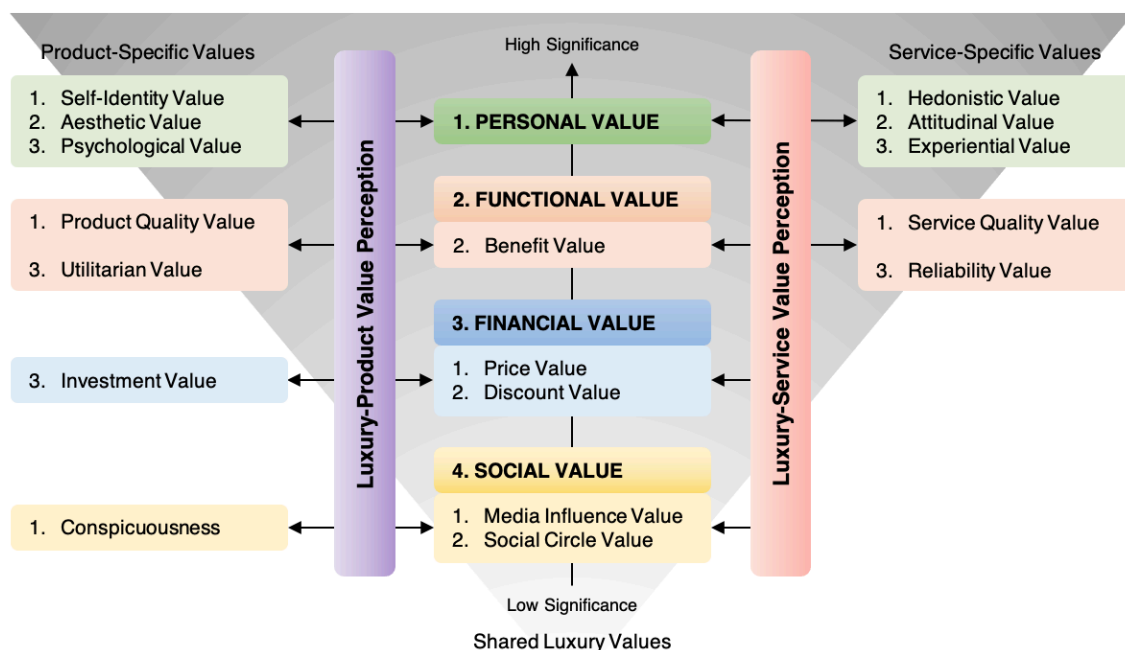 Product-Specific Values
High Significance
Service-Specific Values
1. Self-Identity Value
2. Aesthetic Value
3. Psychological Value
1. PERSONAL VALUE
1. Hedonistic Value
2. Attitudinal Value
3. Experiential Value
Luxury-Product Value Perception
Luxury-Service Value Perception
1. Product Quality Value
3. Utilitarian Value
2. FUNCTIONAL VALUE
2. Benefit Value
1. Service Quality Value
3. Reliability Value
3. FINANCIAL VALUE
3. Investment Value
1. Price Value
2. Discount Value
4. SOCIAL VALUE
1. Conspicuousness
1. Media Influence Value
2. Social Circle Value
Low Significance
Shared Luxury Values